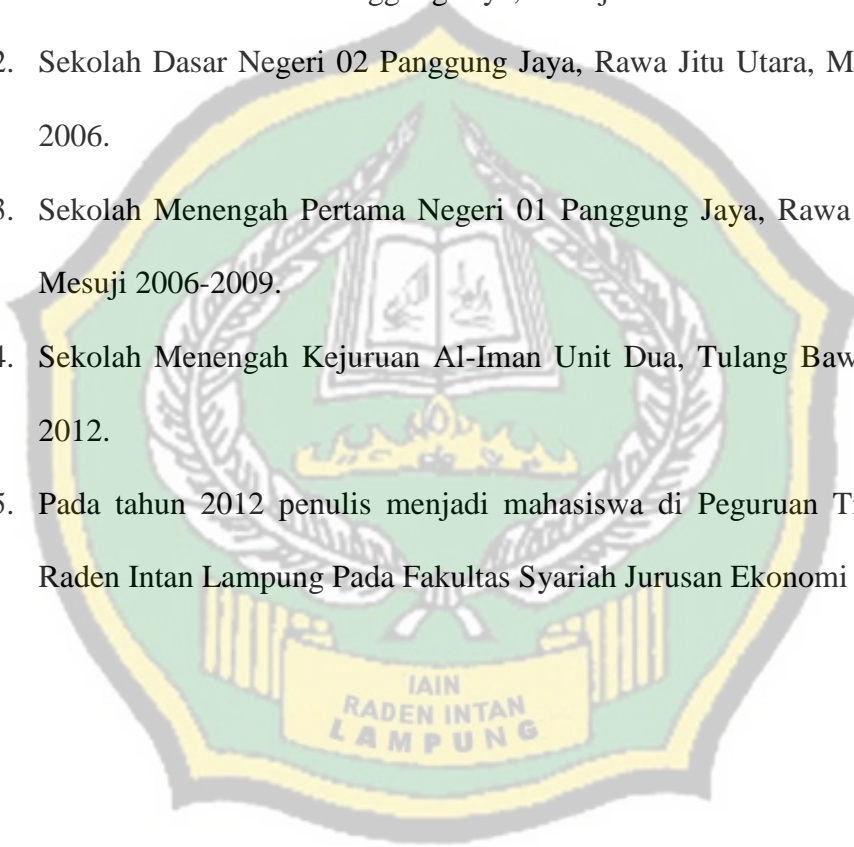 2. Sekolah Dasar Negeri 02 Panggung Jaya, Rawa Jitu Utara, M
2006.
3. Sekolah Menengah Pertama Negeri 01 Panggung Jaya, Rawa
Mesuji 2006-2009.
4. Sekolah Menengah Kejuruan Al-Iman Unit Dua, Tulang Baw
2012.
5. Pada tahun 2012 penulis menjadi mahasiswa di Peguruan T
Raden Intan Lampung Pada Fakultas Syariah Jurusan Ekonomi
IAIN
RADEN INTAN
LAMPUNG